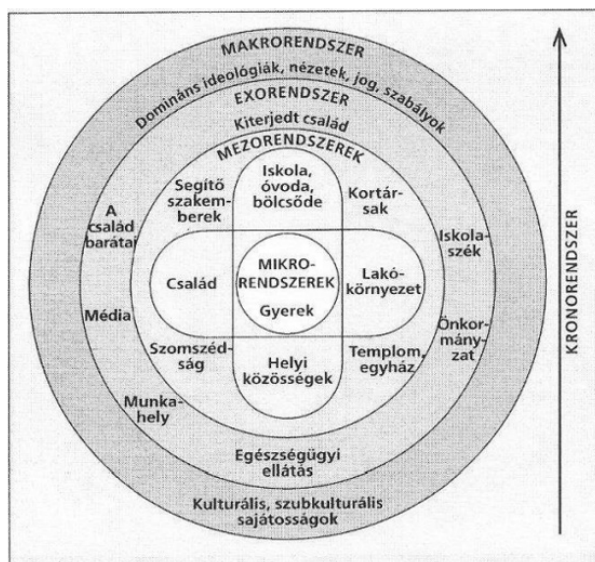 MAKRORENDSZER
Domináns ideológiák, nézetek, jog, szabályok
EXORENDSZER
Kiterjedt család
MEZORENDSZEREK
Segítő
szakem-
berek
Iskola,
óvoda,
bölcsőde
Kortár-
sak
A
család
barátai
Iskola-
szék
Család
MIKRO-
RENDSZEREK
Gyerek
Lakó-
környezet
Média
Önkor-
mány-
zat
Szomszéd-
ság
Helyi
közösségek
Templom,
egyház
Munka-
hely
Egészségügyi
ellátás
Kulturális, szubkulturális
sajátosságok
KRONORENDSZER